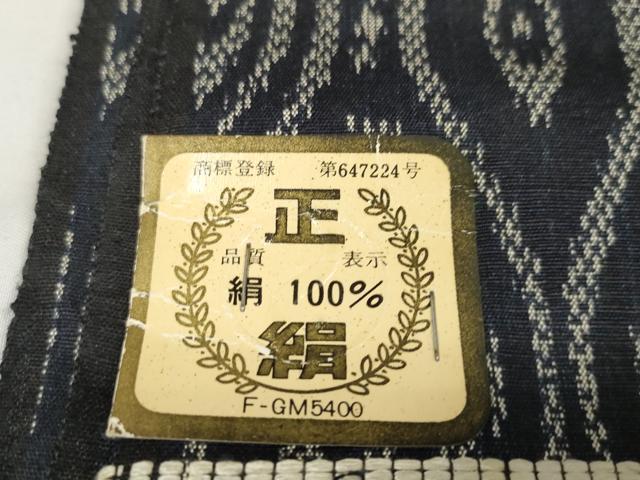 商標登録 第647224号
正
品質 表示
絹 100%
絹
F-GM5400